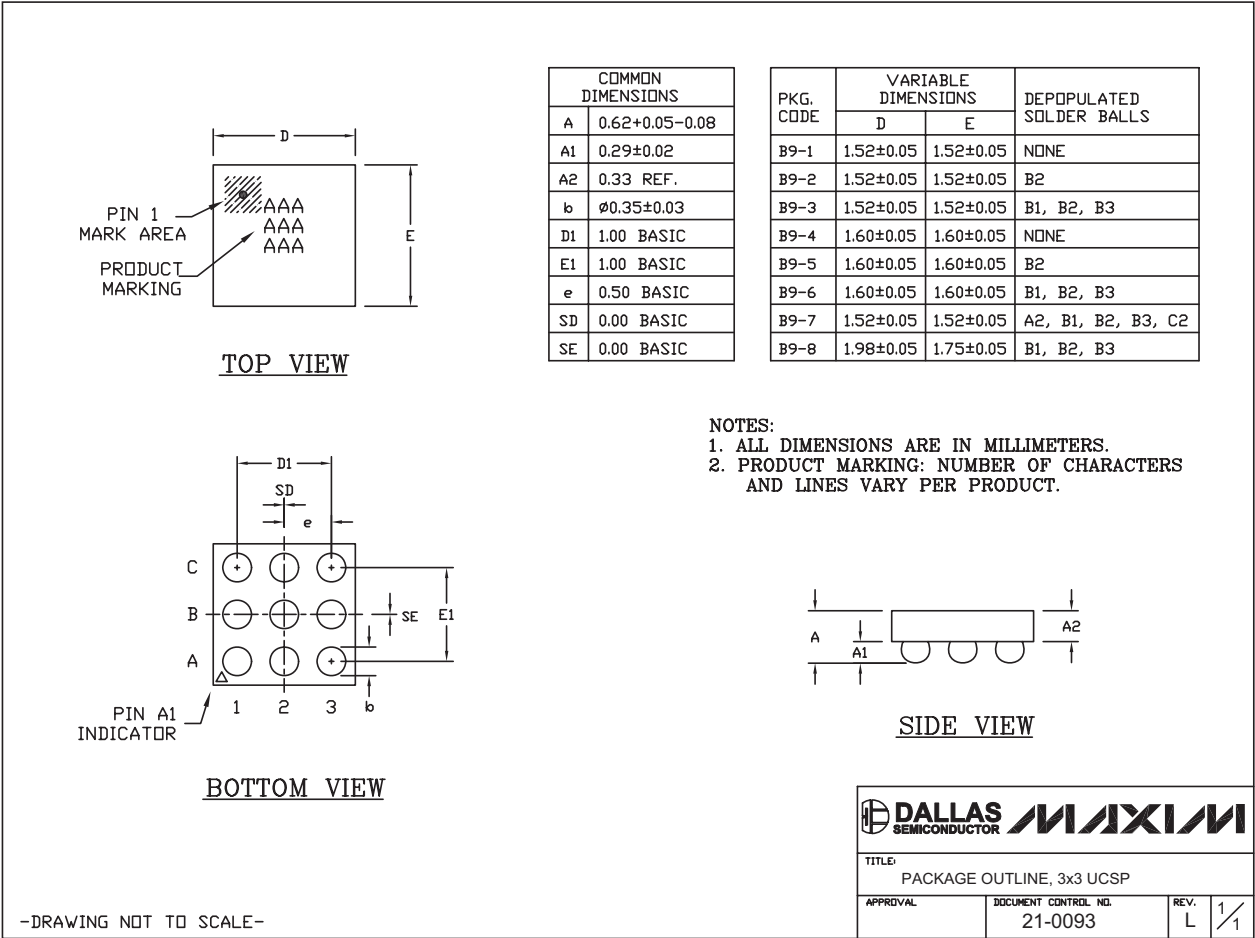 D
PIN 1
MARK AREA
AAA
AAA
AAA
E
PRODUCT
MARKING
TOP VIEW
COMMON
DIMENSIONS
A 0.62+0.05-0.08
A1 0.29±0.02
A2 0.33 REF.
b Ø0.35±0.03
D1 1.00 BASIC
E1 1.00 BASIC
e 0.50 BASIC
SD 0.00 BASIC
SE 0.00 BASIC
PKG.
CODE
VARIABLE
DIMENSIONS
D E
DEPOPULATED
SOLDER BALLS
B9-1 1.52±0.05 1.52±0.05 NONE
B9-2 1.52±0.05 1.52±0.05 B2
B9-3 1.52±0.05 1.52±0.05 B1, B2, B3
B9-4 1.60±0.05 1.60±0.05 NONE
B9-5 1.60±0.05 1.60±0.05 B2
B9-6 1.60±0.05 1.60±0.05 B1, B2, B3
B9-7 1.52±0.05 1.52±0.05 A2, B1, B2, B3, C2
B9-8 1.98±0.05 1.75±0.05 B1, B2, B3
NOTES:
1. ALL DIMENSIONS ARE IN MILLIMETERS.
2. PRODUCT MARKING: NUMBER OF CHARACTERS
AND LINES VARY PER PRODUCT.
D1
SD
e
C
B SE E1
A
1 2 3 b
PIN A1
INDICATOR
BOTTOM VIEW
A A1 A2
SIDE VIEW
DALLAS
SEMICONDUCTOR
MAXIM
TITLE:
PACKAGE OUTLINE, 3x3 UCSP
APPROVAL
DOCUMENT CONTROL NO.
21-0093
REV.
L
1/1
-DRAWING NOT TO SCALE-